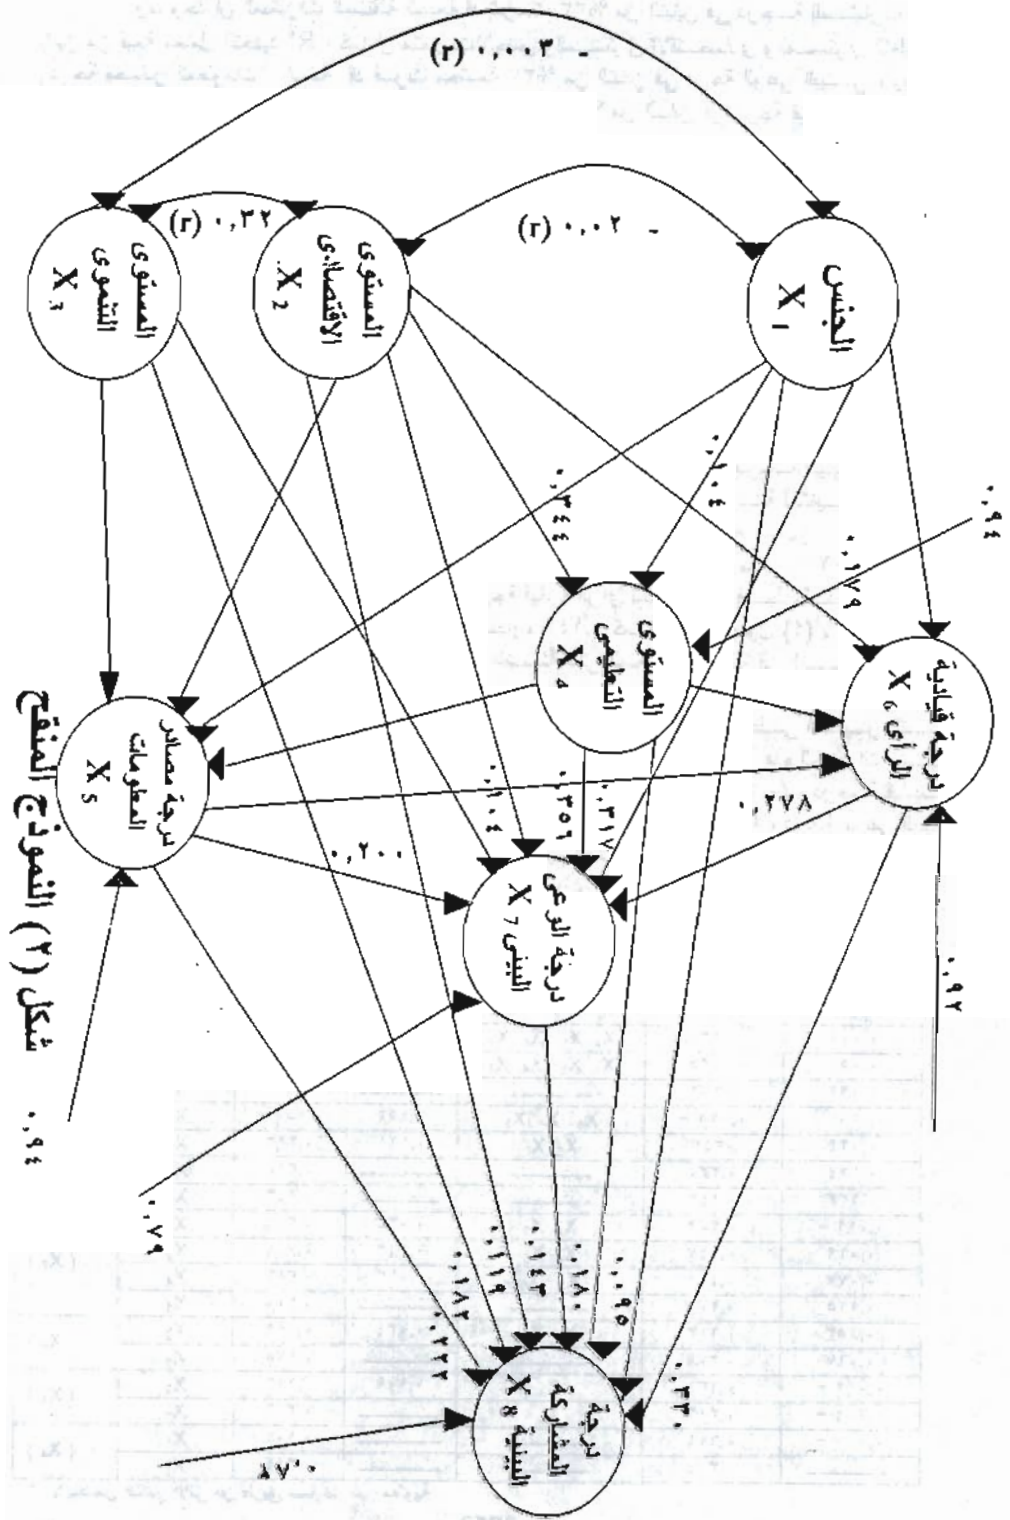 (r) ٠,٠٠٣ -
(r) ٠,٣٢
(r) ٠,٠٢ -
الجنس
X 1
المستوى
الاقتصادى
X 2
المستوى
التنموى
X 3
٠,٩٤
٠,١٠٤
٠,٣٤٤
٠,١٧٩
المستوى
التعليمى
X 4
درجة قيادية
الرأى X 6
درجة مصادر
المعلومات
X 5
٠,٢٧٨
٠,٣١٧
٠,٣٥٦
٠,١٠٤
٠,٢٠٠
درجة الوعى
البيئى X 7
٠,٩٢
٠,٩٤
٠,٧٩
٠,٠٩٥
٠,١٨٠
٠,١٤٣
٠,١١٩
٠,١٨٢
٠,٢٢٢
٠,٣٣٠
درجة
المشاركة
البيئية X 8
شكل (٢) النموذج المنقح